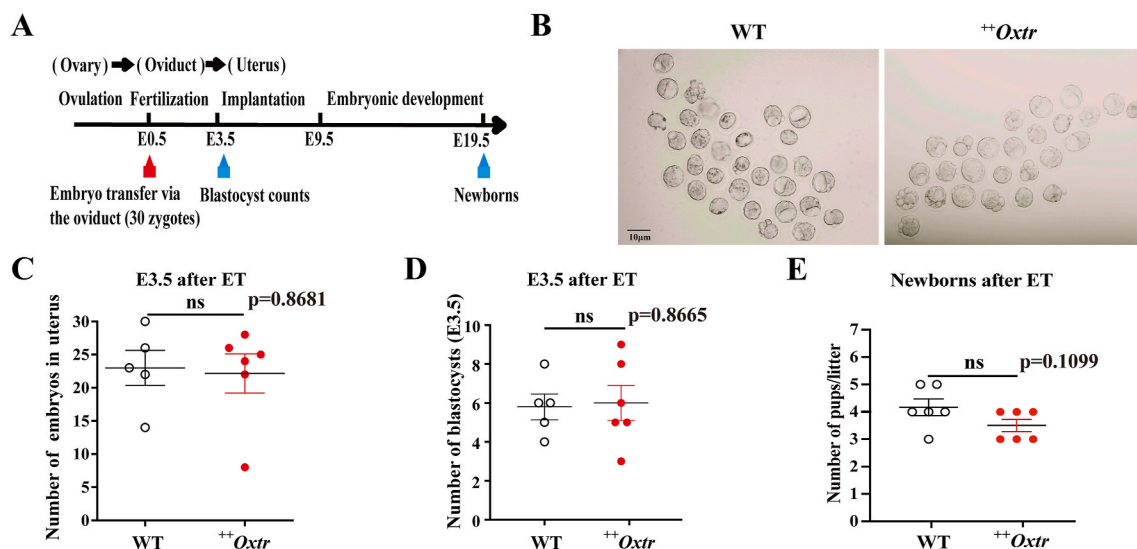 A
(Ovary) (Oviduct) (Uterus)
Ovulation Fertilization Implantation Embryonic development
E0.5 E3.5 E9.5 E19.5
Embryo transfer via
the oviduct (30 zygotes)
Blastocyst counts
Newborns
B
WT ++Oxtr
10μm
C
E3.5 after ET
ns p=0.8681
Number of embryos in uterus
30
25
20
15
10
5
0
WT ++Oxtr
D
E3.5 after ET
ns p=0.8665
Number of blastocysts (E3.5)
10
8
6
4
2
0
WT ++Oxtr
E
Newborns after ET
ns p=0.1099
Number of pups/litter
7
6
5
4
3
2
1
0
WT ++Oxtr